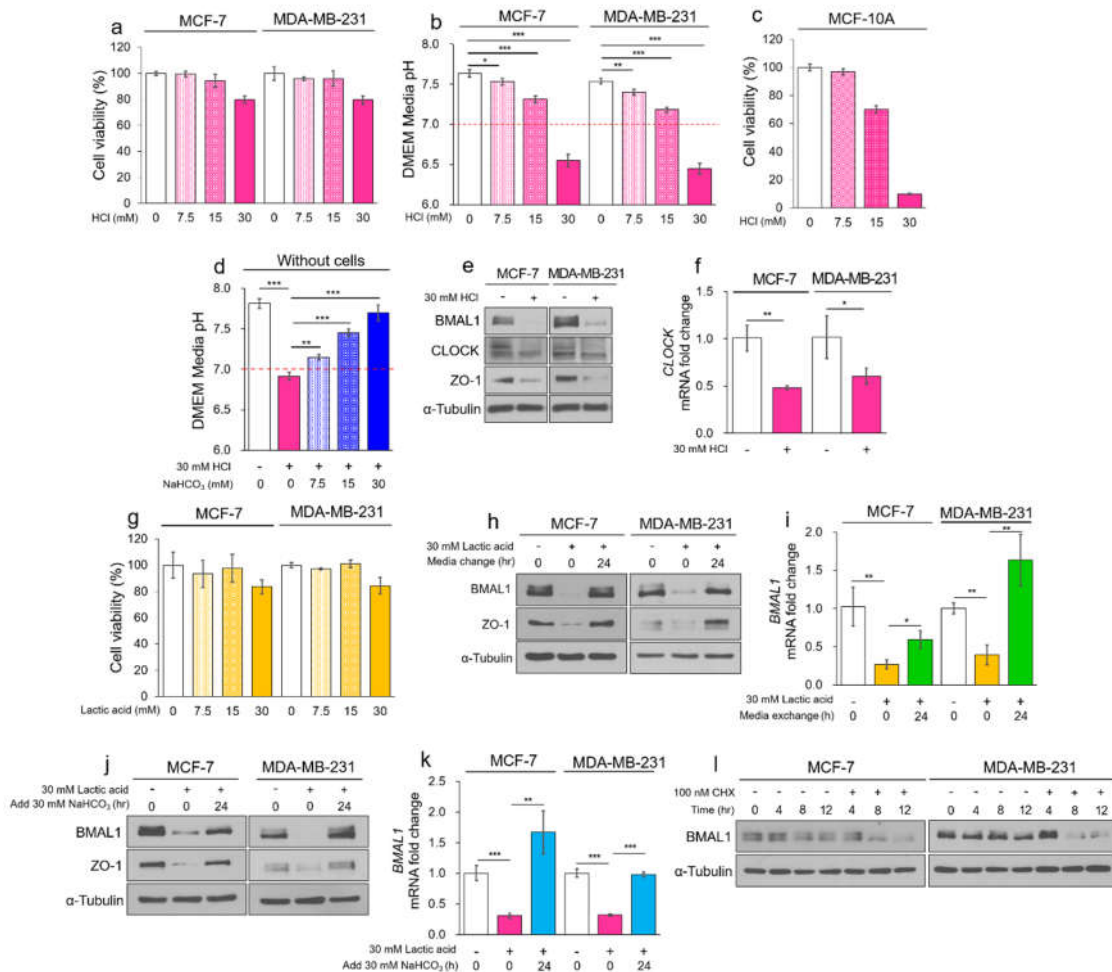 a
MCF-7 MDA-MB-231
Cell viability (%)
120
100
80
60
40
20
0
HCl (mM) 0 7.5 15 30 0 7.5 15 30
b
MCF-7 MDA-MB-231
DMEM Media pH
8.0
7.5
7.0
6.5
6.0
* *** *** ** *** ***
HCl (mM) 0 7.5 15 30 0 7.5 15 30
c
MCF-10A
Cell viability (%)
120
100
80
60
40
20
0
HCl (mM) 0 7.5 15 30
d
Without cells
DMEM Media pH
8.0
7.5
7.0
6.0
*** ** *** ***
30 mM HCl - + + + +
NaHCO₃ (mM) 0 0 7.5 15 30
e
MCF-7 MDA-MB-231
30 mM HCl
- + - +
BMAL1
CLOCK
ZO-1
α-Tubulin
f
MCF-7 MDA-MB-231
CLOCK
mRNA fold change
1.5
1.0
0.5
0.0
** *
30 mM HCl - + - +
g
MCF-7 MDA-MB-231
Cell viability (%)
120
100
80
60
40
20
0
Lactic acid (mM) 0 7.5 15 30 0 7.5 15 30
h
MCF-7 MDA-MB-231
30 mM Lactic acid - + + - + +
Media change (hr) 0 0 24 0 0 24
BMAL1
ZO-1
α-Tubulin
i
MCF-7 MDA-MB-231
BMAL1
mRNA fold change
2.0
1.5
1.0
0.5
0.0
** * ** **
30 mM Lactic acid - + + - + +
Media exchange (h) 0 0 24 0 0 24
j
MCF-7 MDA-MB-231
30 mM Lactic acid - + + - + +
Add 30 mM NaHCO₃ (hr) 0 0 24 0 0 24
BMAL1
ZO-1
α-Tubulin
k
MCF-7 MDA-MB-231
BMAL1
mRNA fold change
2.5
2.0
1.5
1.0
0.5
0.0
*** ** *** ***
30 mM Lactic acid - + + - + +
Add 30 mM NaHCO₃ (h) 0 0 24 0 0 24
l
MCF-7 MDA-MB-231
100 nM CHX - - - - + + + - - - - + + +
Time (hr) 0 4 8 12 4 8 12 0 4 8 12 4 8 12
BMAL1
α-Tubulin